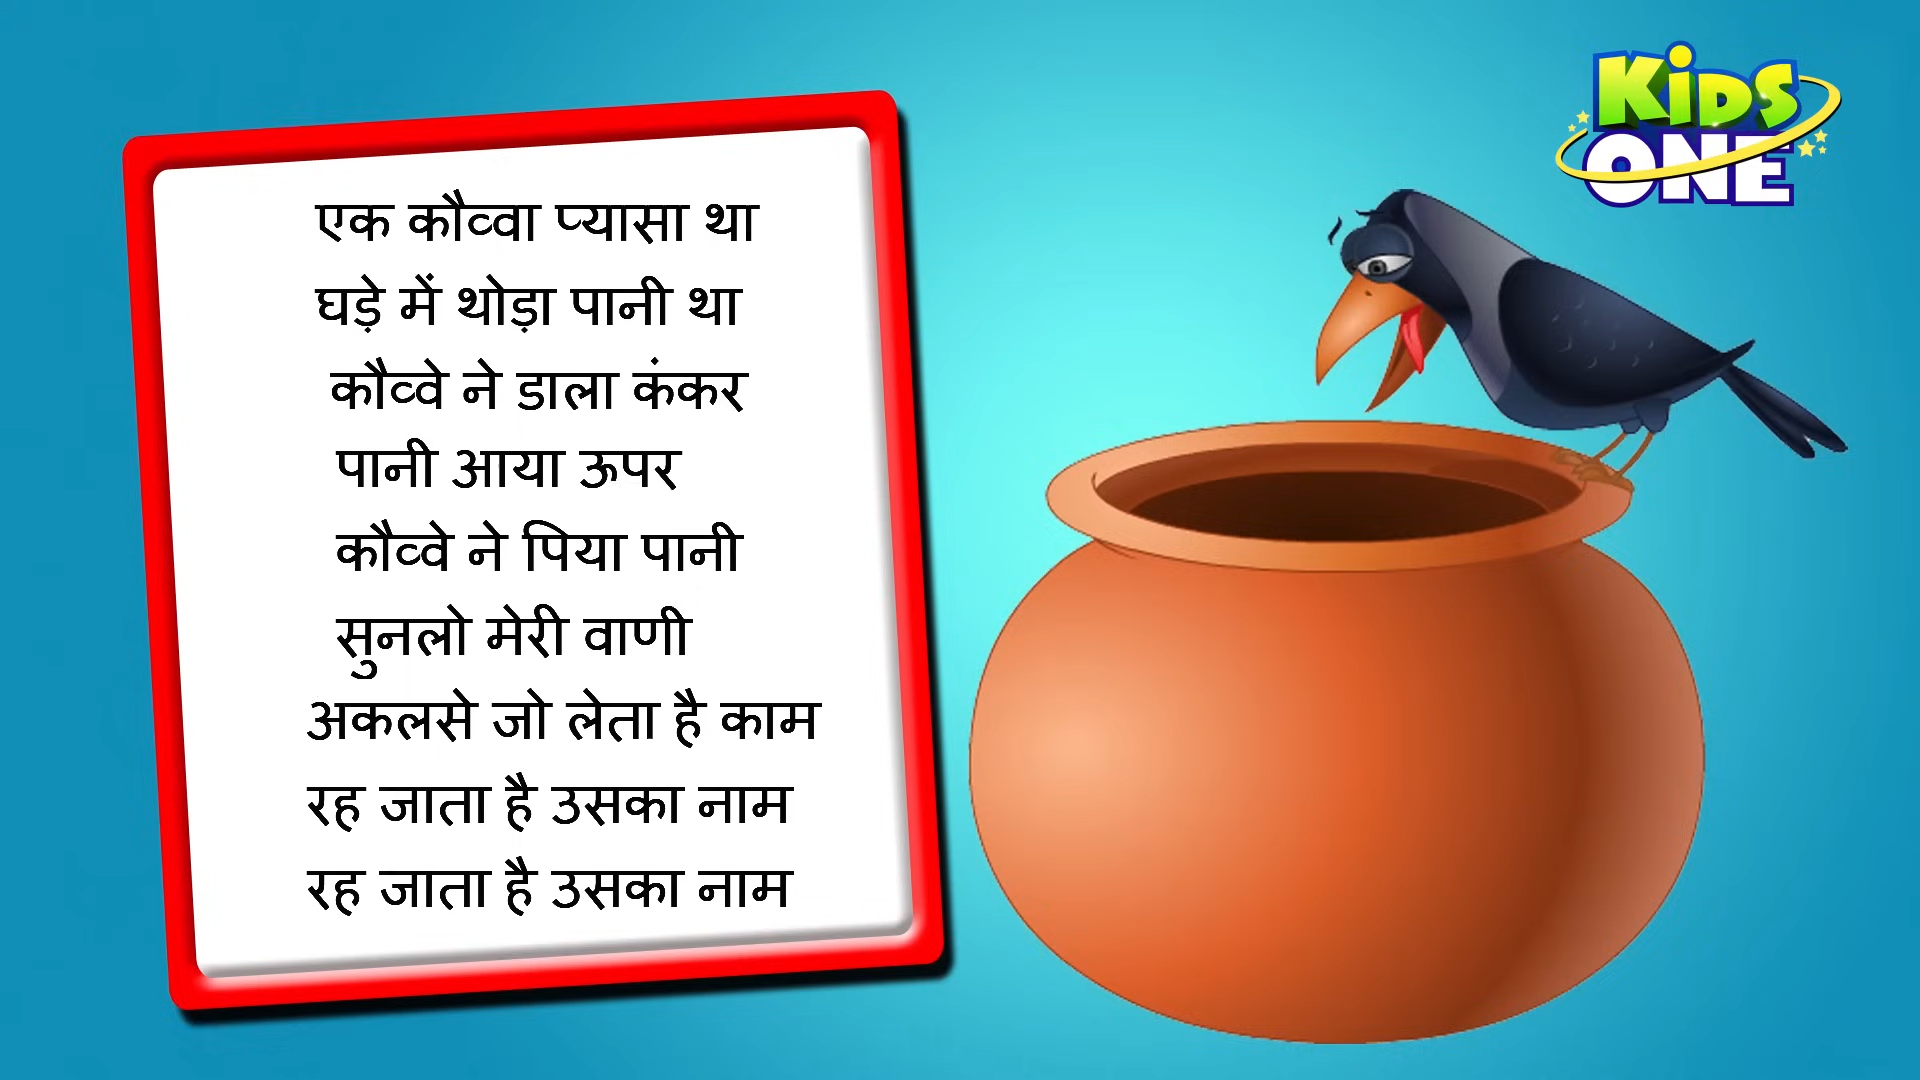 एक कौव्वा प्यासा था
घड़े में थोड़ा पानी था
कौव्वे ने डाला कंकर
पानी आया ऊपर
कौव्वे ने पिया पानी
सुनलो मेरी वाणी
अकलसे जो लेता है काम
रह जाता है उसका नाम
रह जाता है उसका नाम
KiDS
ONE